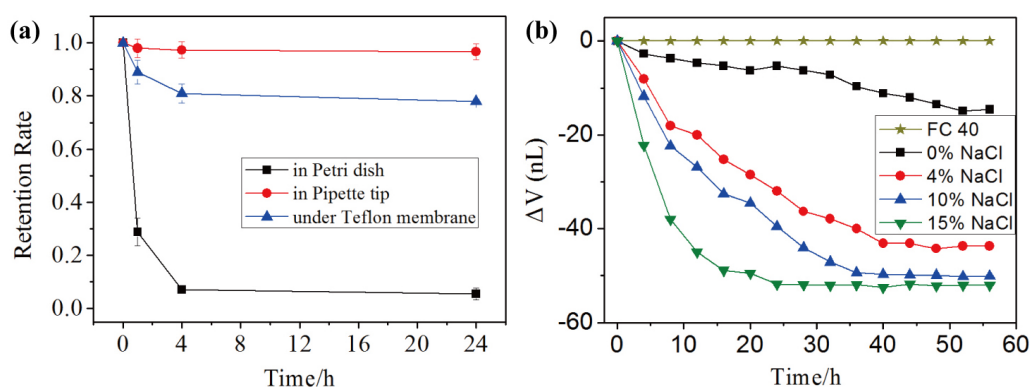 (a)
1.0
0.8
0.6
0.4
0.2
0.0
Retention Rate
in Petri dish
in Pipette tip
under Teflon membrane
0 4 8 12 16 20 24
Time/h
(b)
0
-20
-40
-60
ΔV (nL)
FC 40
0% NaCl
4% NaCl
10% NaCl
15% NaCl
0 10 20 30 40 50 60
Time/h